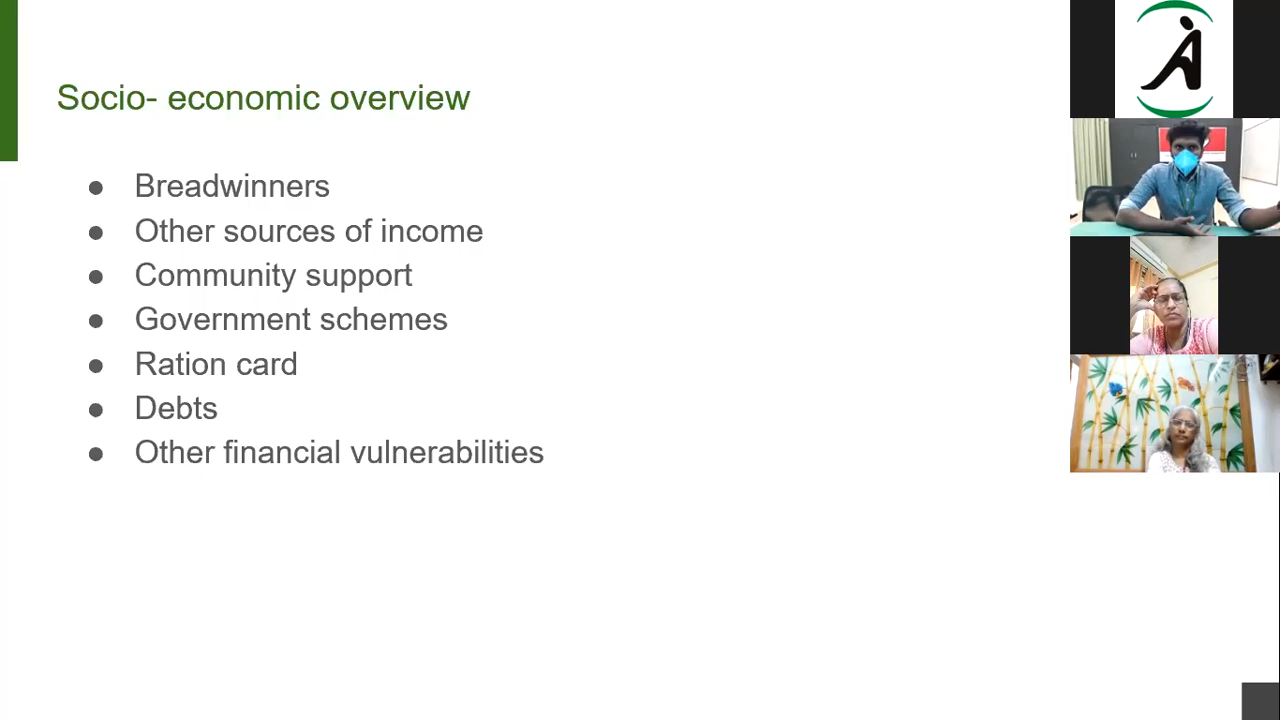 Socio- economic overview
● Breadwinners
● Other sources of income
● Community support
● Government schemes
● Ration card
● Debts
● Other financial vulnerabilities